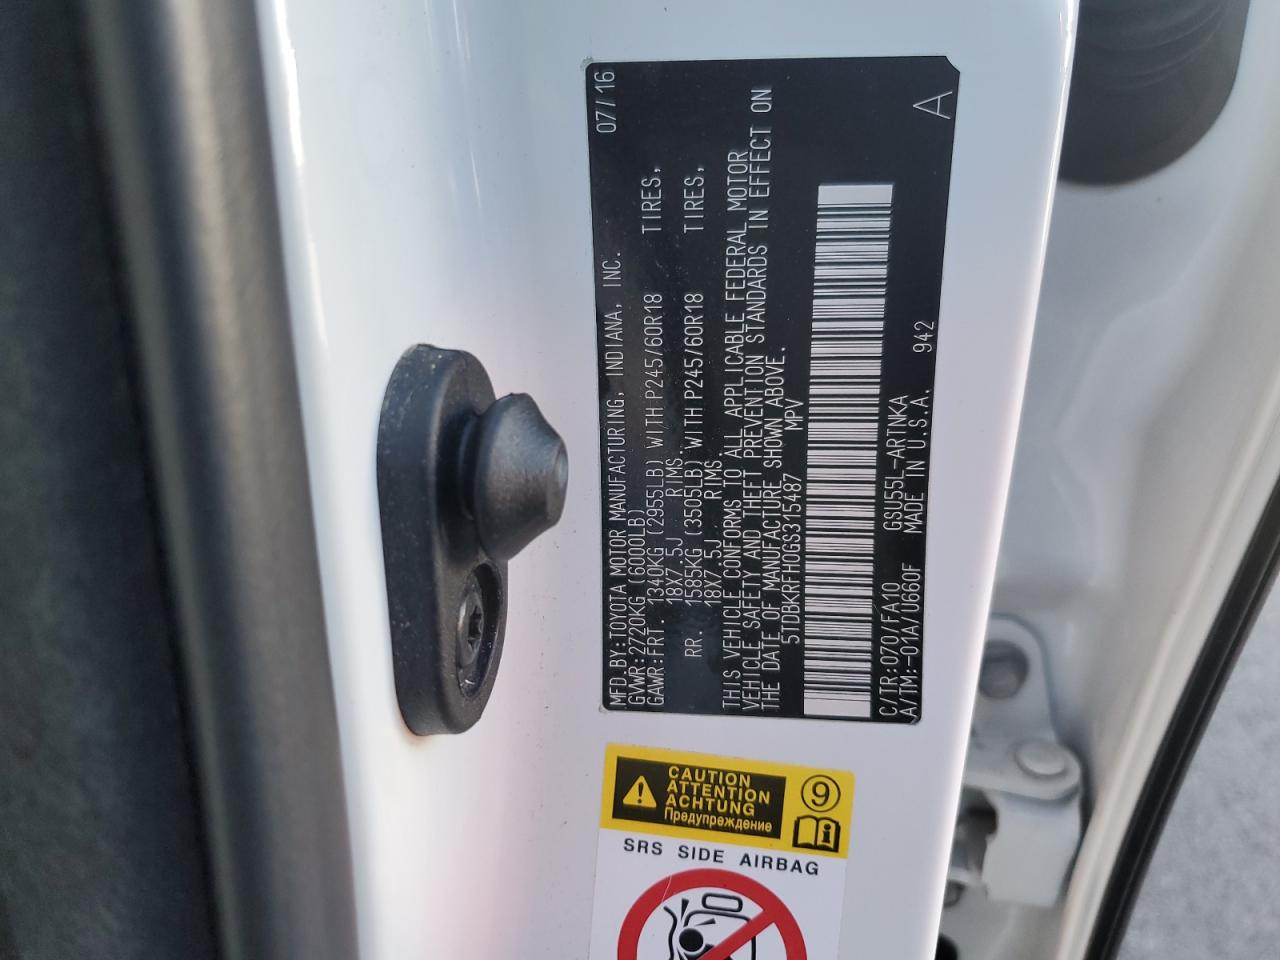 07/16
MFD.BY:TOYOTA MOTOR MANUFACTURING, INDIANA, INC.
GVWR:2720KG (6000LB)
GAWR:FRT. 1340KG (2955LB) WITH P245/60R18 TIRES,
18X7.5J RIMS.
RR. 1585KG (3505LB) WITH P245/60R18 TIRES,
18X7.5J RIMS.
THIS VEHICLE CONFORMS TO ALL APPLICABLE FEDERAL MOTOR
VEHICLE SAFETY AND THEFT PREVENTION STANDARDS IN EFFECT ON
THE DATE OF MANUFACTURE SHOWN ABOVE.
5TDBKRFH0GS315487 MPV
C/TR:070/FA10 GSU55L-ARTNKA
A/TM:-01A/U660F MADE IN U.S.A. 942
A
CAUTION
ATTENTION
ACHTUNG
Предупреждение
9
SRS SIDE AIRBAG